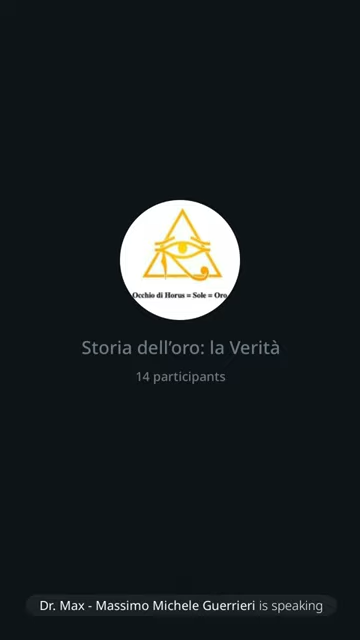 Occhio di Horus = Sole = Oro
Storia dell’oro: la Verità
14 participants
Dr. Max - Massimo Michele Guerrieri is speaking